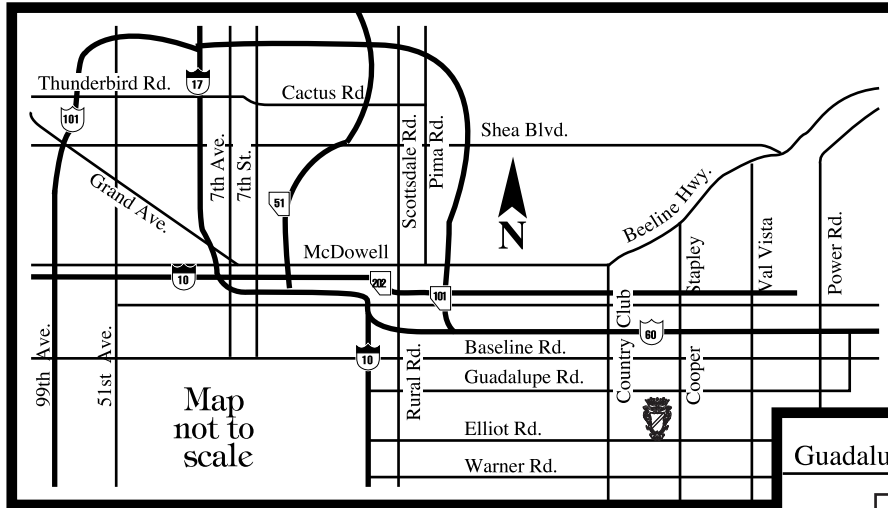 Thunderbird Rd.
17
Cactus Rd
101
Shea Blvd.
7th Ave.
7th St.
Scottsdale Rd.
Pima Rd.
Grand Ave.
51
N
Beeline Hwy.
McDowell
Stapley
Val Vista
Power Rd.
10
202
101
Country Club
60
99th Ave.
51st Ave.
10
Rural Rd.
Baseline Rd.
Guadalupe Rd.
Cooper
Map
not to
scale
Elliot Rd.
Warner Rd.
Guadalu